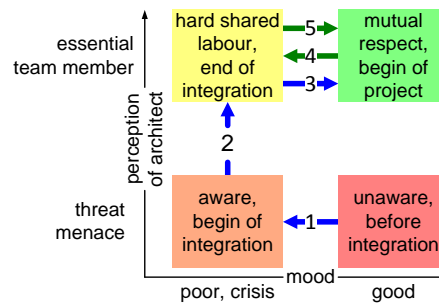 essential
team member
hard shared
labour,
end of
integration
5
4
3
mutual
respect,
begin of
project
perception
of architect
2
threat
menace
aware,
begin of
integration
1
unaware,
before
integration
mood
poor, crisis
good